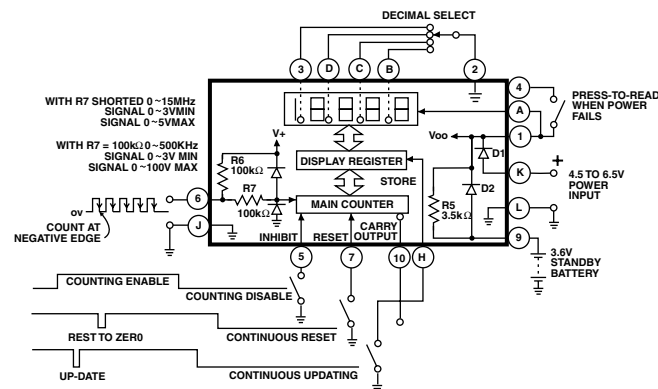 DECIMAL SELECT
3
D
C
B
2
4
PRESS-TO-READ
WHEN POWER
FAILS
WITH R7 SHORTED 0 ~15MHz
SIGNAL 0 ~3VMIN
SIGNAL 0 ~5VMAX
WITH R7 = 100kΩ 0 ~500KHz
SIGNAL 0 ~3V MIN
SIGNAL 0 ~100V MAX
A
1
V+
Voo
D1
DISPLAY REGISTER
R6
100kΩ
STORE
K
+
4.5 TO 6.5V
POWER
INPUT
D2
6
R7
100kΩ
MAIN COUNTER
R5
3.5kΩ
L
ov
COUNT AT
NEGATIVE EDGE
J
INHIBIT
RESET
CARRY
OUTPUT
9
3.6V
STANDBY
BATTERY
5
7
10
H
COUNTING ENABLE
COUNTING DISABLE
REST TO ZER0
CONTINUOUS RESET
UP-DATE
CONTINUOUS UPDATING